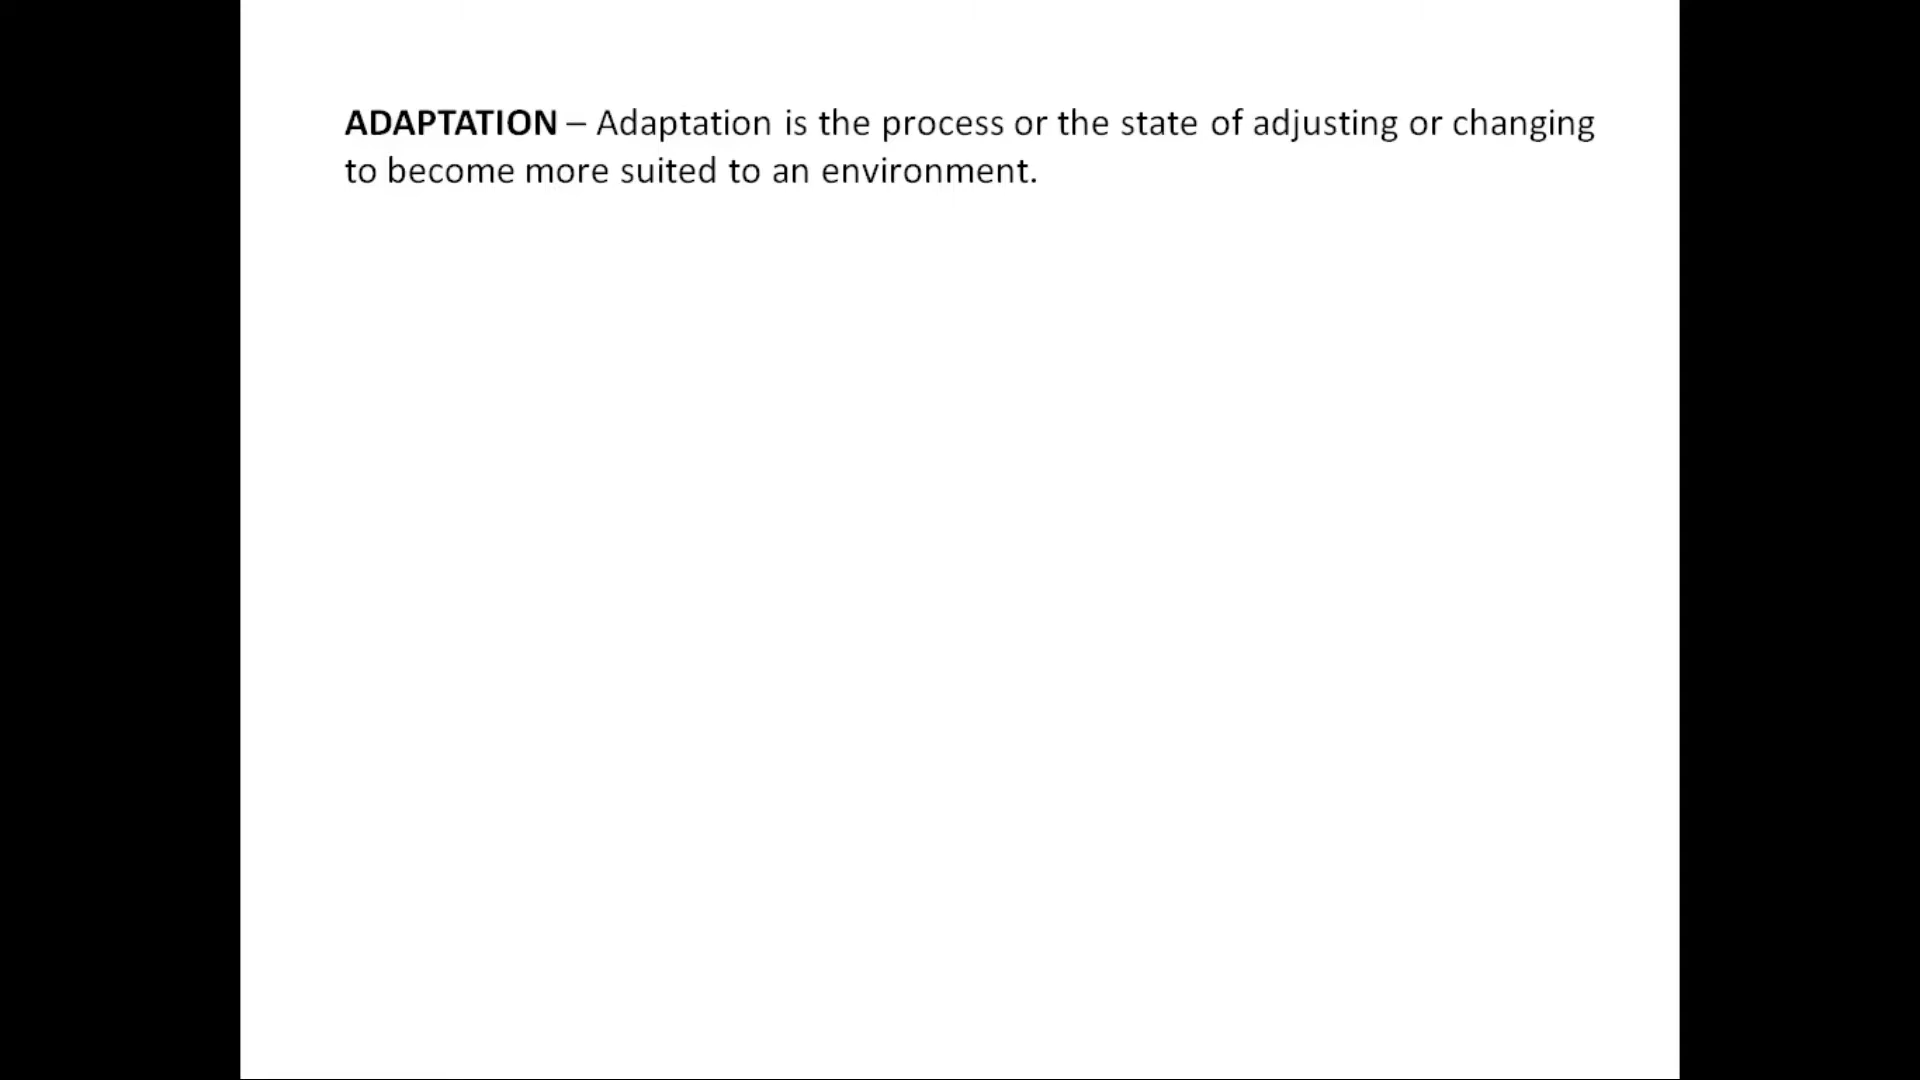 ADAPTATION – Adaptation is the process or the state of adjusting or changing
to become more suited to an environment.